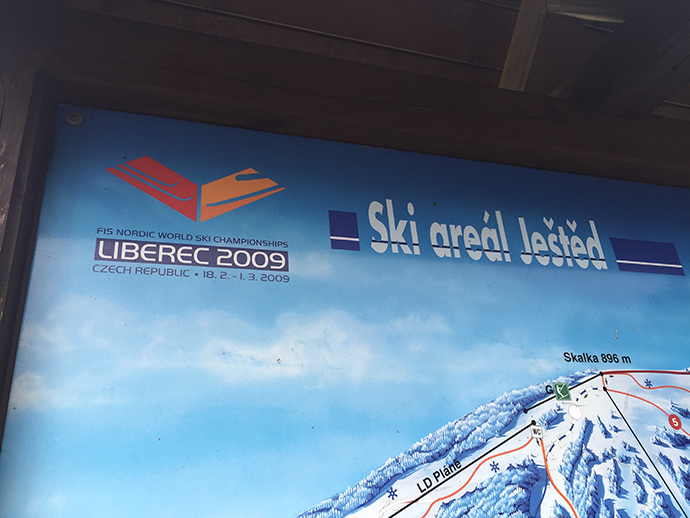 FIS NORDIC WORLD SKI CHAMPIONSHIPS
LIBEREC 2009
CZECH REPUBLIC • 18. 2. - 1. 3. 2009
Ski areál Ještěd
Skalka 896 m
G
5
WC
LD Pláně